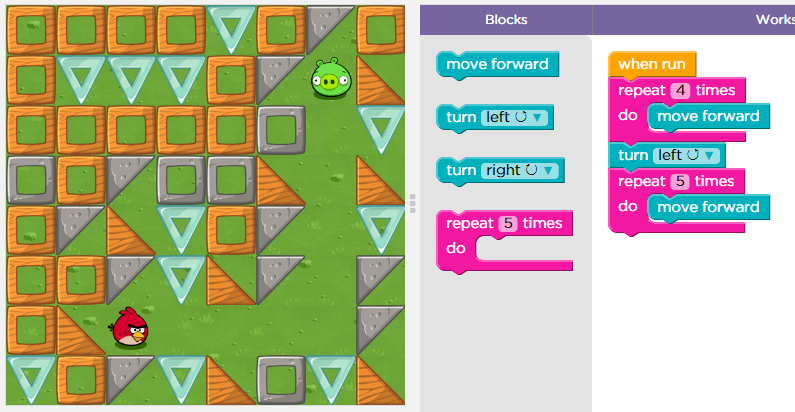 Blocks
Works
move forward
turn left
turn right
repeat 5 times
do
when run
repeat 4 times
do move forward
turn left
repeat 5 times
do move forward